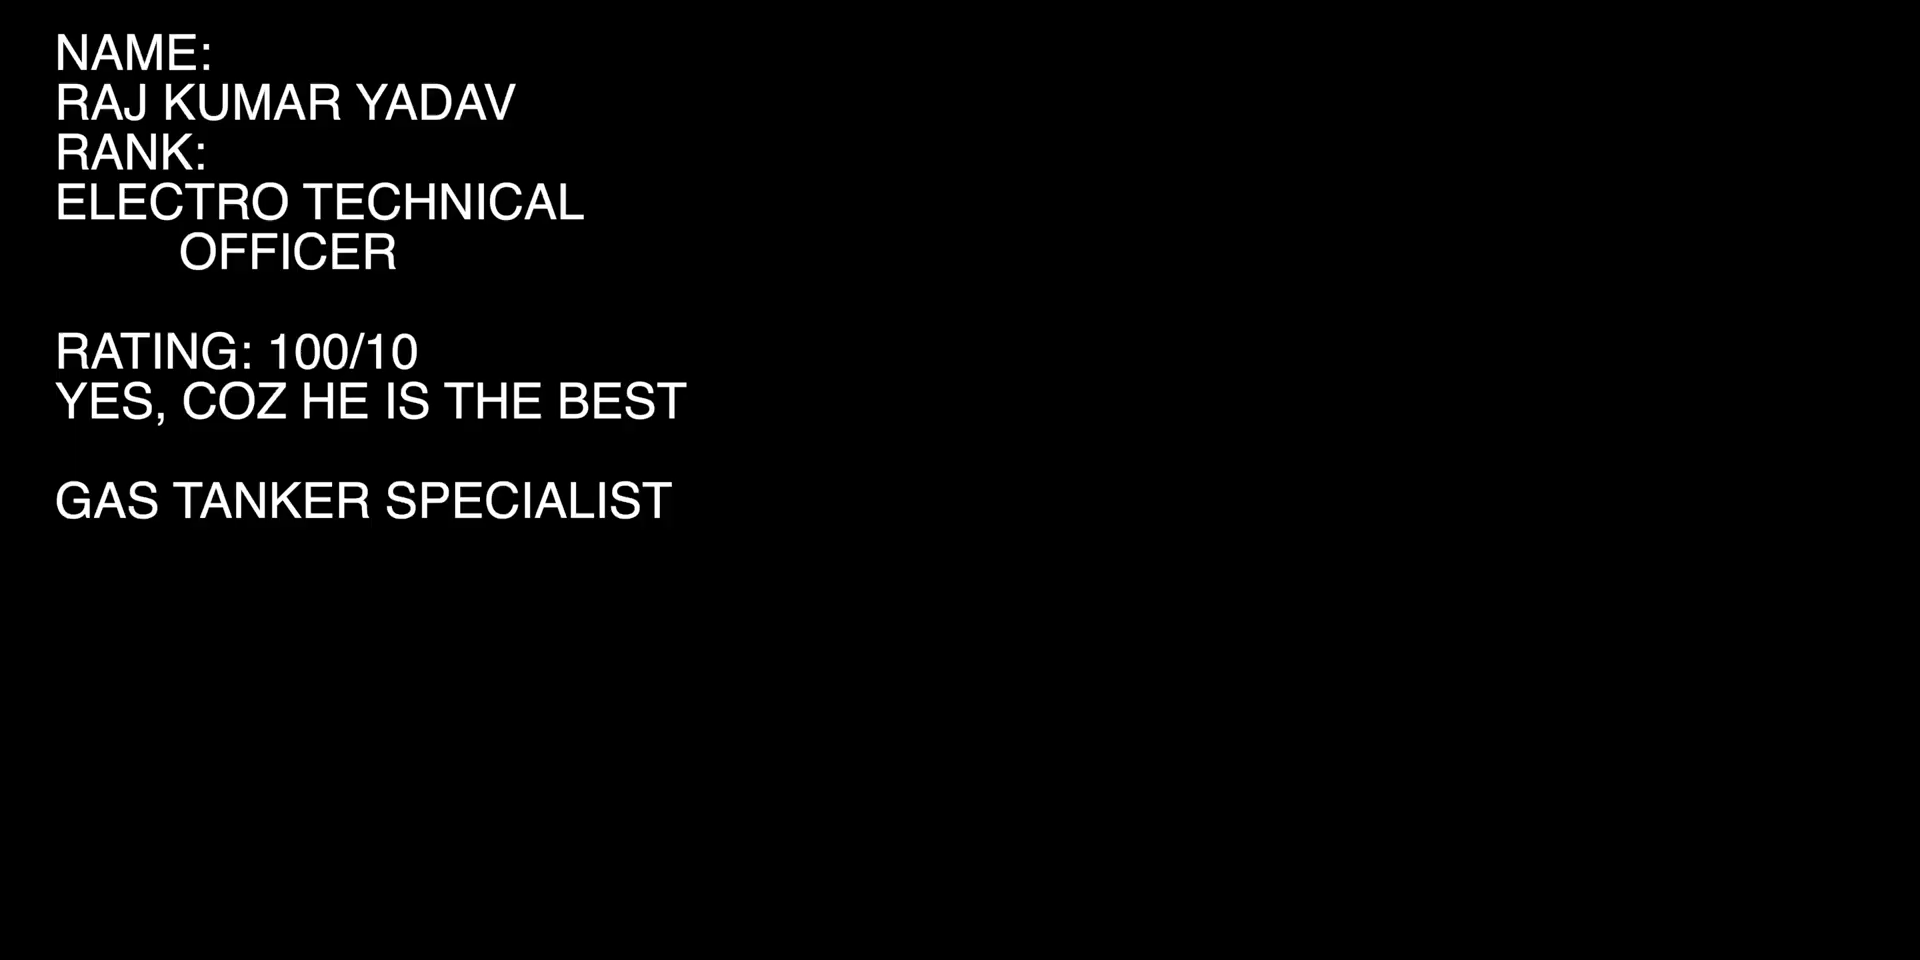 NAME:
RAJ KUMAR YADAV
RANK:
ELECTRO TECHNICAL
OFFICER
RATING: 100/10
YES, COZ HE IS THE BEST
GAS TANKER SPECIALIST